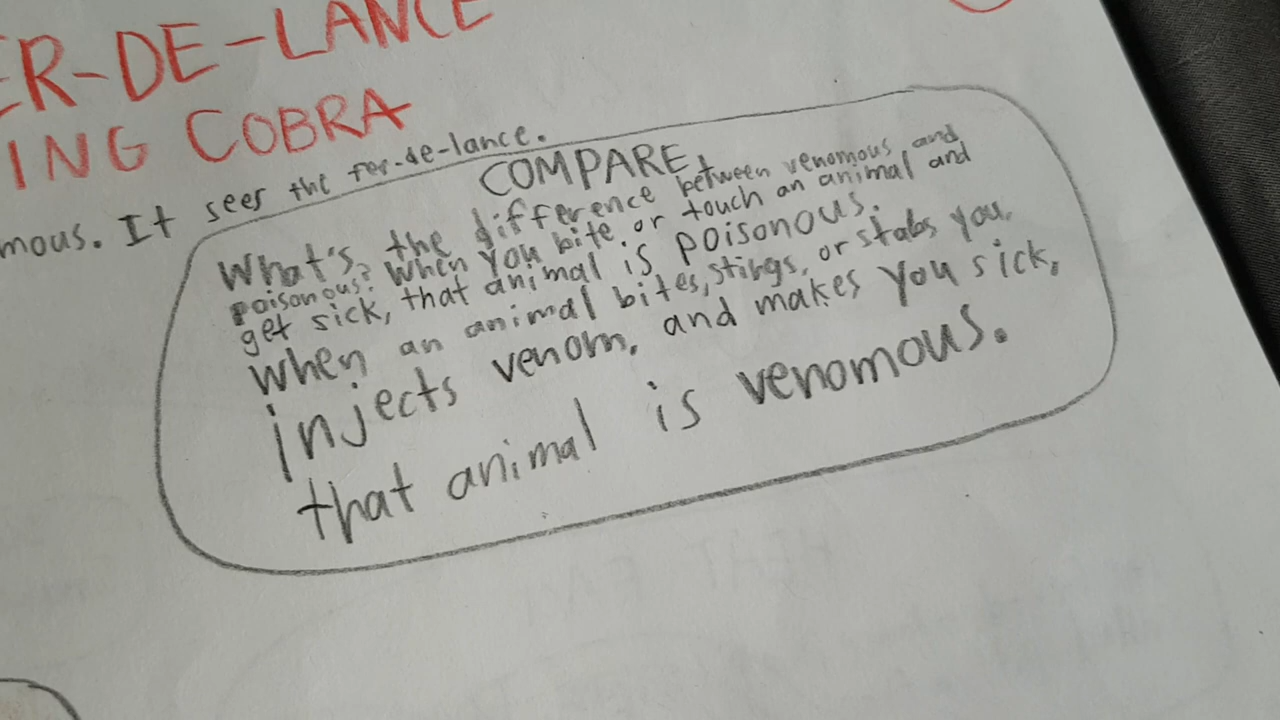 ER-DE-LANCE
ING COBRA
mous. It sees the fer-de-lance.
COMPARE
What's the difference between venomous and
poisonous? When you bite or touch an animal and
get sick, that animal is poisonous.
When an animal bites, stings, or stabs you,
injects venom, and makes you sick,
that animal is venomous.